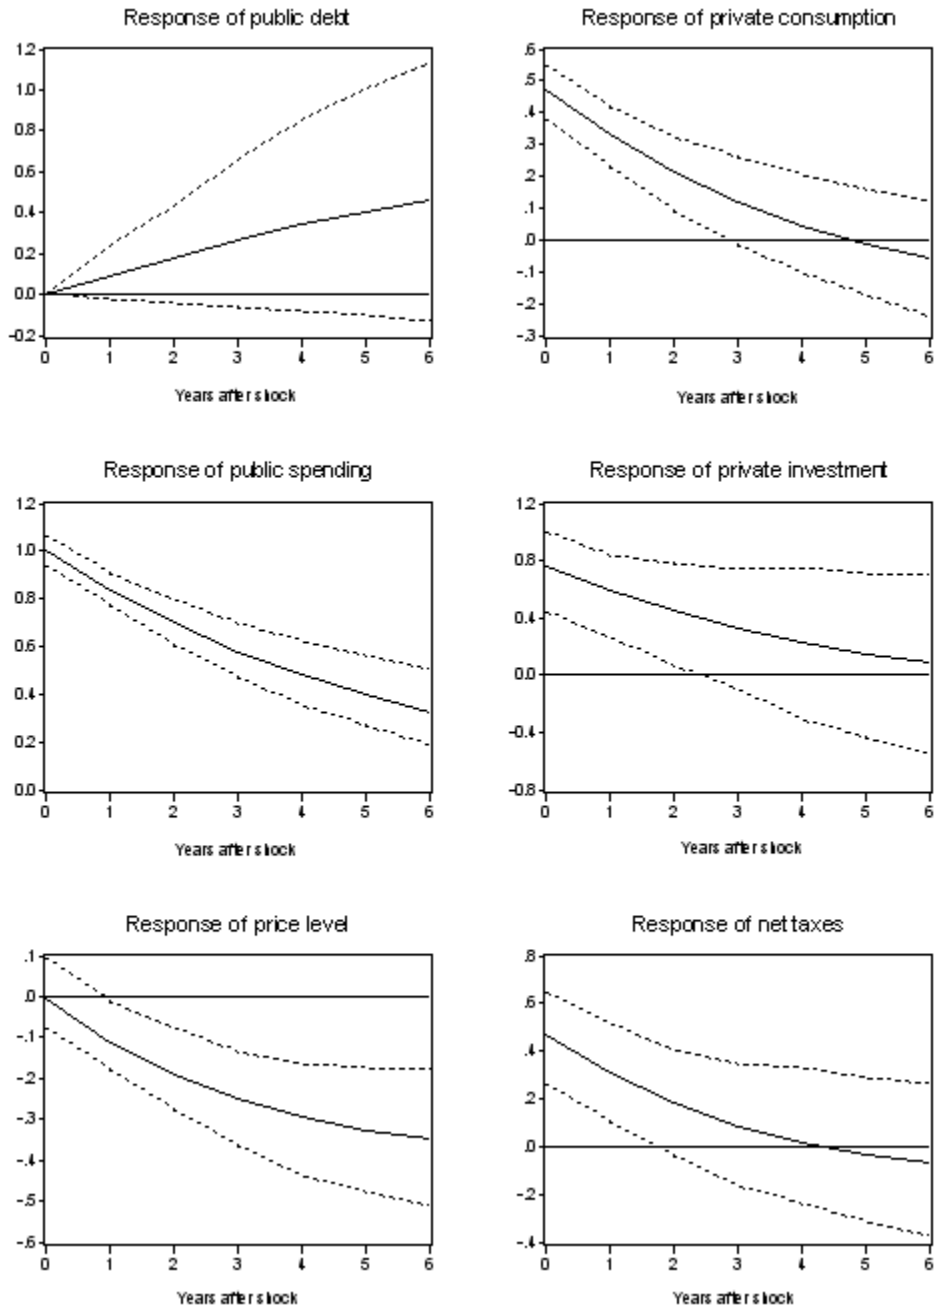 Response of public debt
1.2
1.0
0.8
0.6
0.4
0.2
0.0
-0.2
0 1 2 3 4 5 6
Years after shock
Response of private consumption
.6
.5
.4
.3
.2
.1
.0
-.1
-.2
-.3
0 1 2 3 4 5 6
Years after shock
Response of public spending
1.2
1.0
0.8
0.6
0.4
0.2
0.0
0 1 2 3 4 5 6
Years after shock
Response of private investment
1.2
0.8
0.4
0.0
-0.4
-0.8
0 1 2 3 4 5 6
Years after shock
Response of price level
.1
.0
-.1
-.2
-.3
-.4
-.5
-.6
0 1 2 3 4 5 6
Years after shock
Response of net taxes
.8
.6
.4
.2
.0
-.2
-.4
0 1 2 3 4 5 6
Years after shock